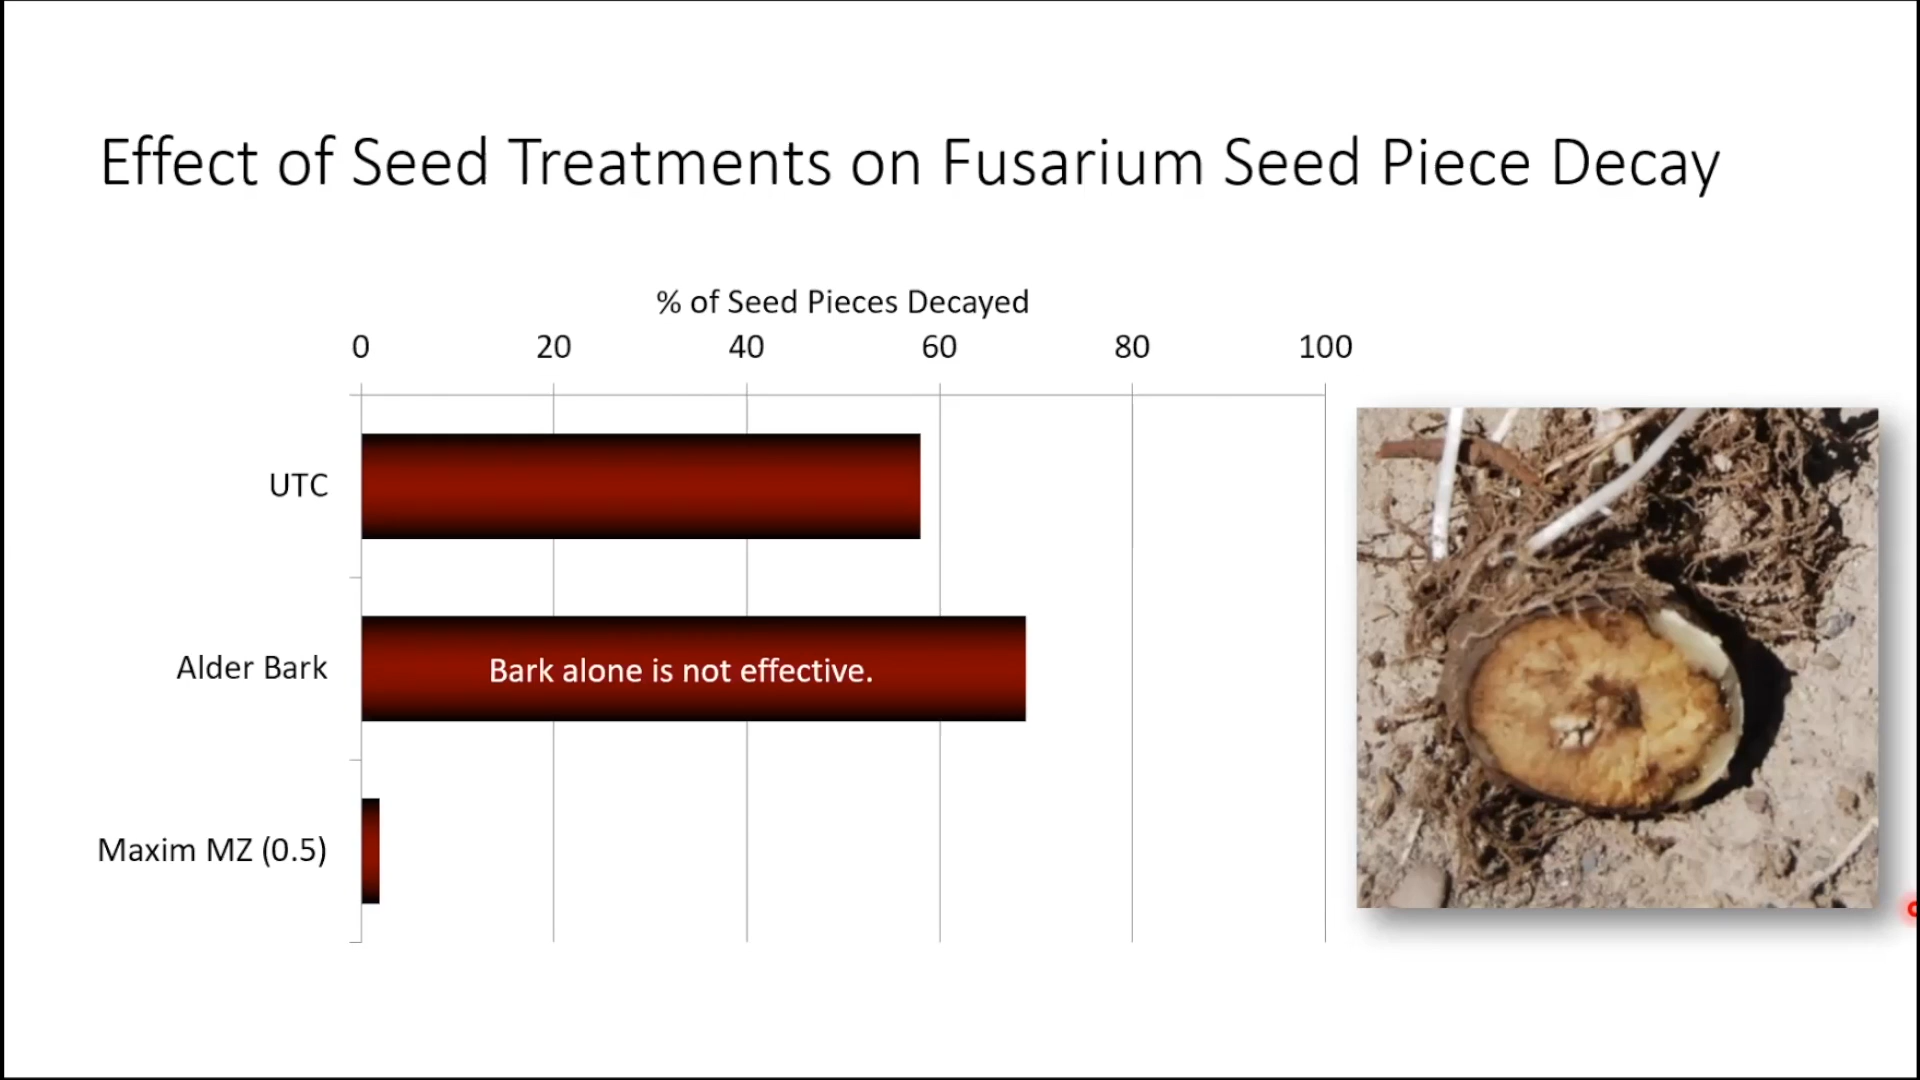 Effect of Seed Treatments on Fusarium Seed Piece Decay
% of Seed Pieces Decayed
0 20 40 60 80 100
UTC
Alder Bark
Bark alone is not effective.
Maxim MZ (0.5)